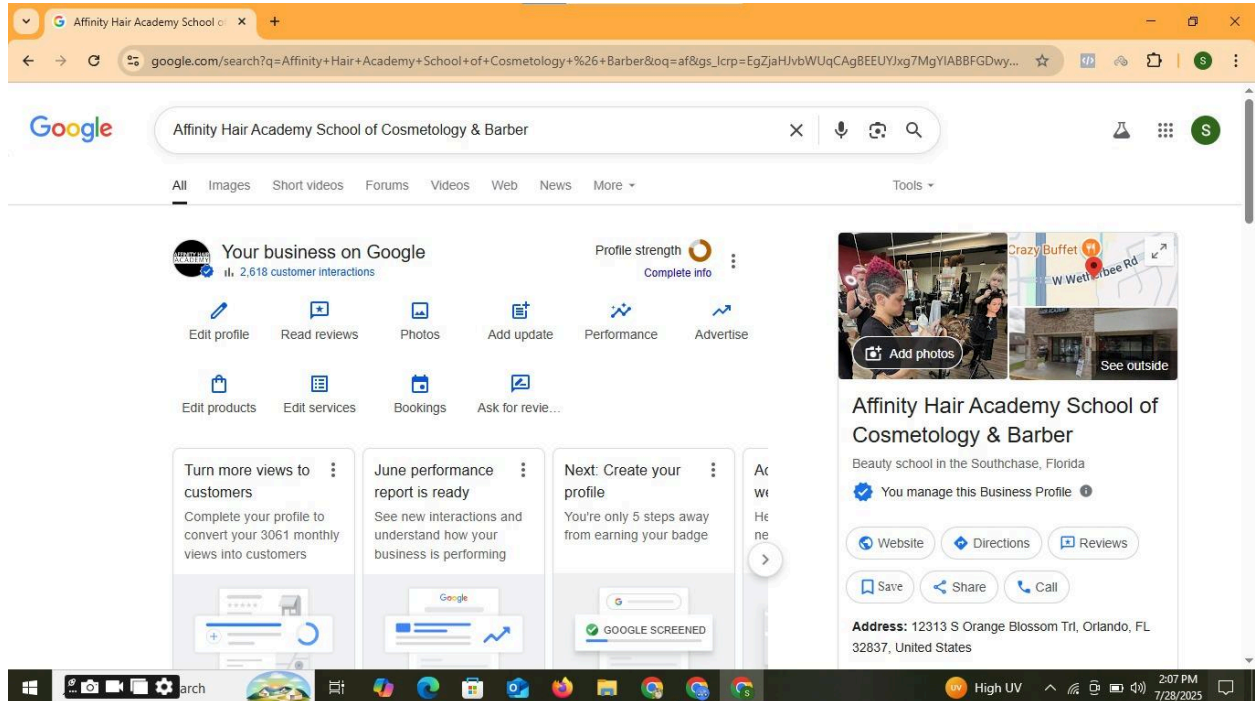 Affinity Hair Academy School o
google.com/search?q=Affinity+Hair+Academy+School+of+Cosmetology+%26+Barber&oq=af&gs_lcrp=EgZjaHJvbWUqCAgBEEUYJxg7MgYIABBFGDwy...
S
Google
Affinity Hair Academy School of Cosmetology & Barber
S
All Images Short videos Forums Videos Web News More
Tools
AFFINITY HAIR
ACADEMY
Your business on Google
2,618 customer interactions
Profile strength
Complete info
Edit profile Read reviews Photos Add update Performance Advertise
Edit products Edit services Bookings Ask for revie...
Turn more views to
customers
Complete your profile to
convert your 3061 monthly
views into customers
June performance
report is ready
See new interactions and
understand how your
business is performing
Google
Next: Create your
profile
You're only 5 steps away
from earning your badge
G
GOOGLE SCREENED
Ad
we
He
ne
Crazy Buffet
W Wetherbee Rd
Add photos
See outside
Affinity Hair Academy School of
Cosmetology & Barber
Beauty school in the Southchase, Florida
You manage this Business Profile
Website Directions Reviews
Save Share Call
Address: 12313 S Orange Blossom Trl, Orlando, FL
32837, United States
arch
UV High UV
2:07 PM
7/28/2025